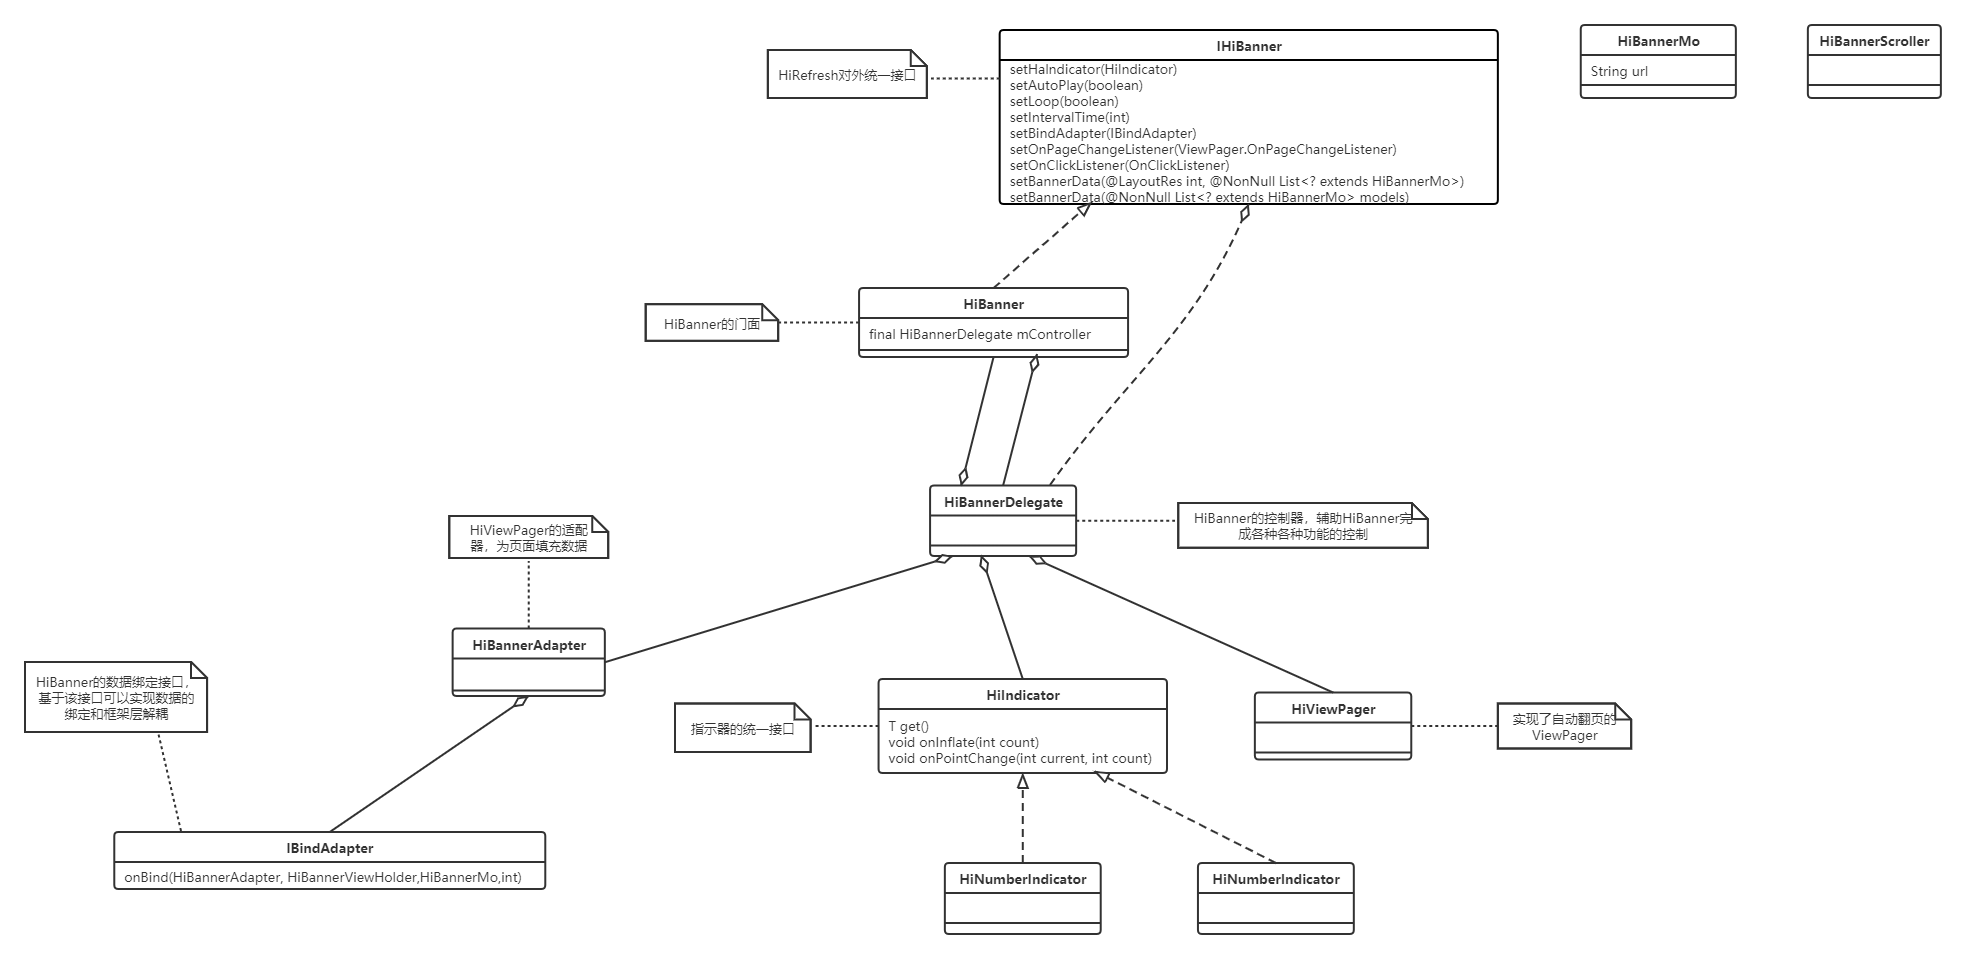 IHiBanner
setHaIndicator(HiIndicator)
setAutoPlay(boolean)
setLoop(boolean)
setIntervalTime(int)
setBindAdapter(IBindAdapter)
setOnPageChangeListener(ViewPager.OnPageChangeListener)
setOnClickListener(OnClickListener)
setBannerData(@LayoutRes int, @NonNull List<? extends HiBannerMo>)
setBannerData(@NonNull List<? extends HiBannerMo> models)
HiRefresh对外统一接口
HiBannerMo
String url
HiBannerScroller
HiBanner的门面
HiBanner
final HiBannerDelegate mController
HiBannerDelegate
HiBanner的控制器，辅助HiBanner完
成各种各种功能的控制
HiViewPager的适配
器，为页面填充数据
HiBannerAdapter
HiBanner的数据绑定接口，
基于该接口可以实现数据的
绑定和框架层解耦
指示器的统一接口
HiIndicator
T get()
void onInflate(int count)
void onPointChange(int current, int count)
HiViewPager
实现了自动翻页的
ViewPager
IBindAdapter
onBind(HiBannerAdapter, HiBannerViewHolder,HiBannerMo,int)
HiNumberIndicator
HiNumberIndicator